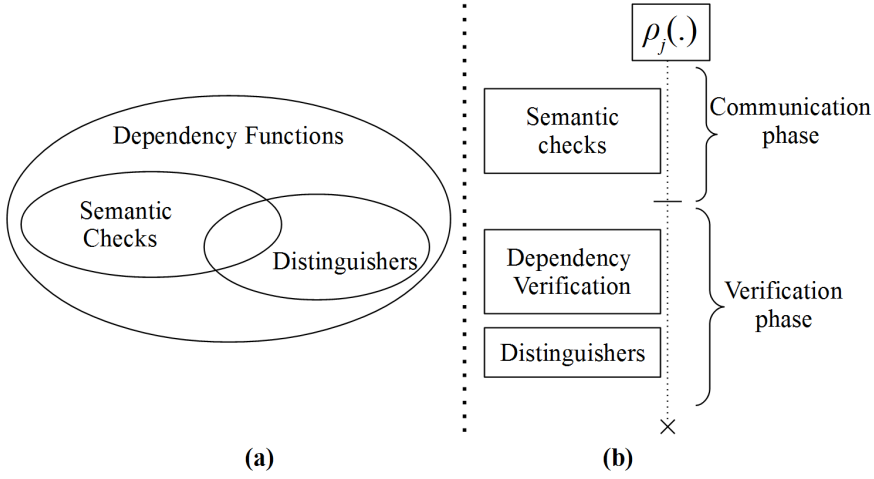 Dependency Functions
Semantic
Checks
Distinguishers
(a)
ρj(.)
Semantic
checks
Communication
phase
Dependency
Verification
Distinguishers
Verification
phase
(b)